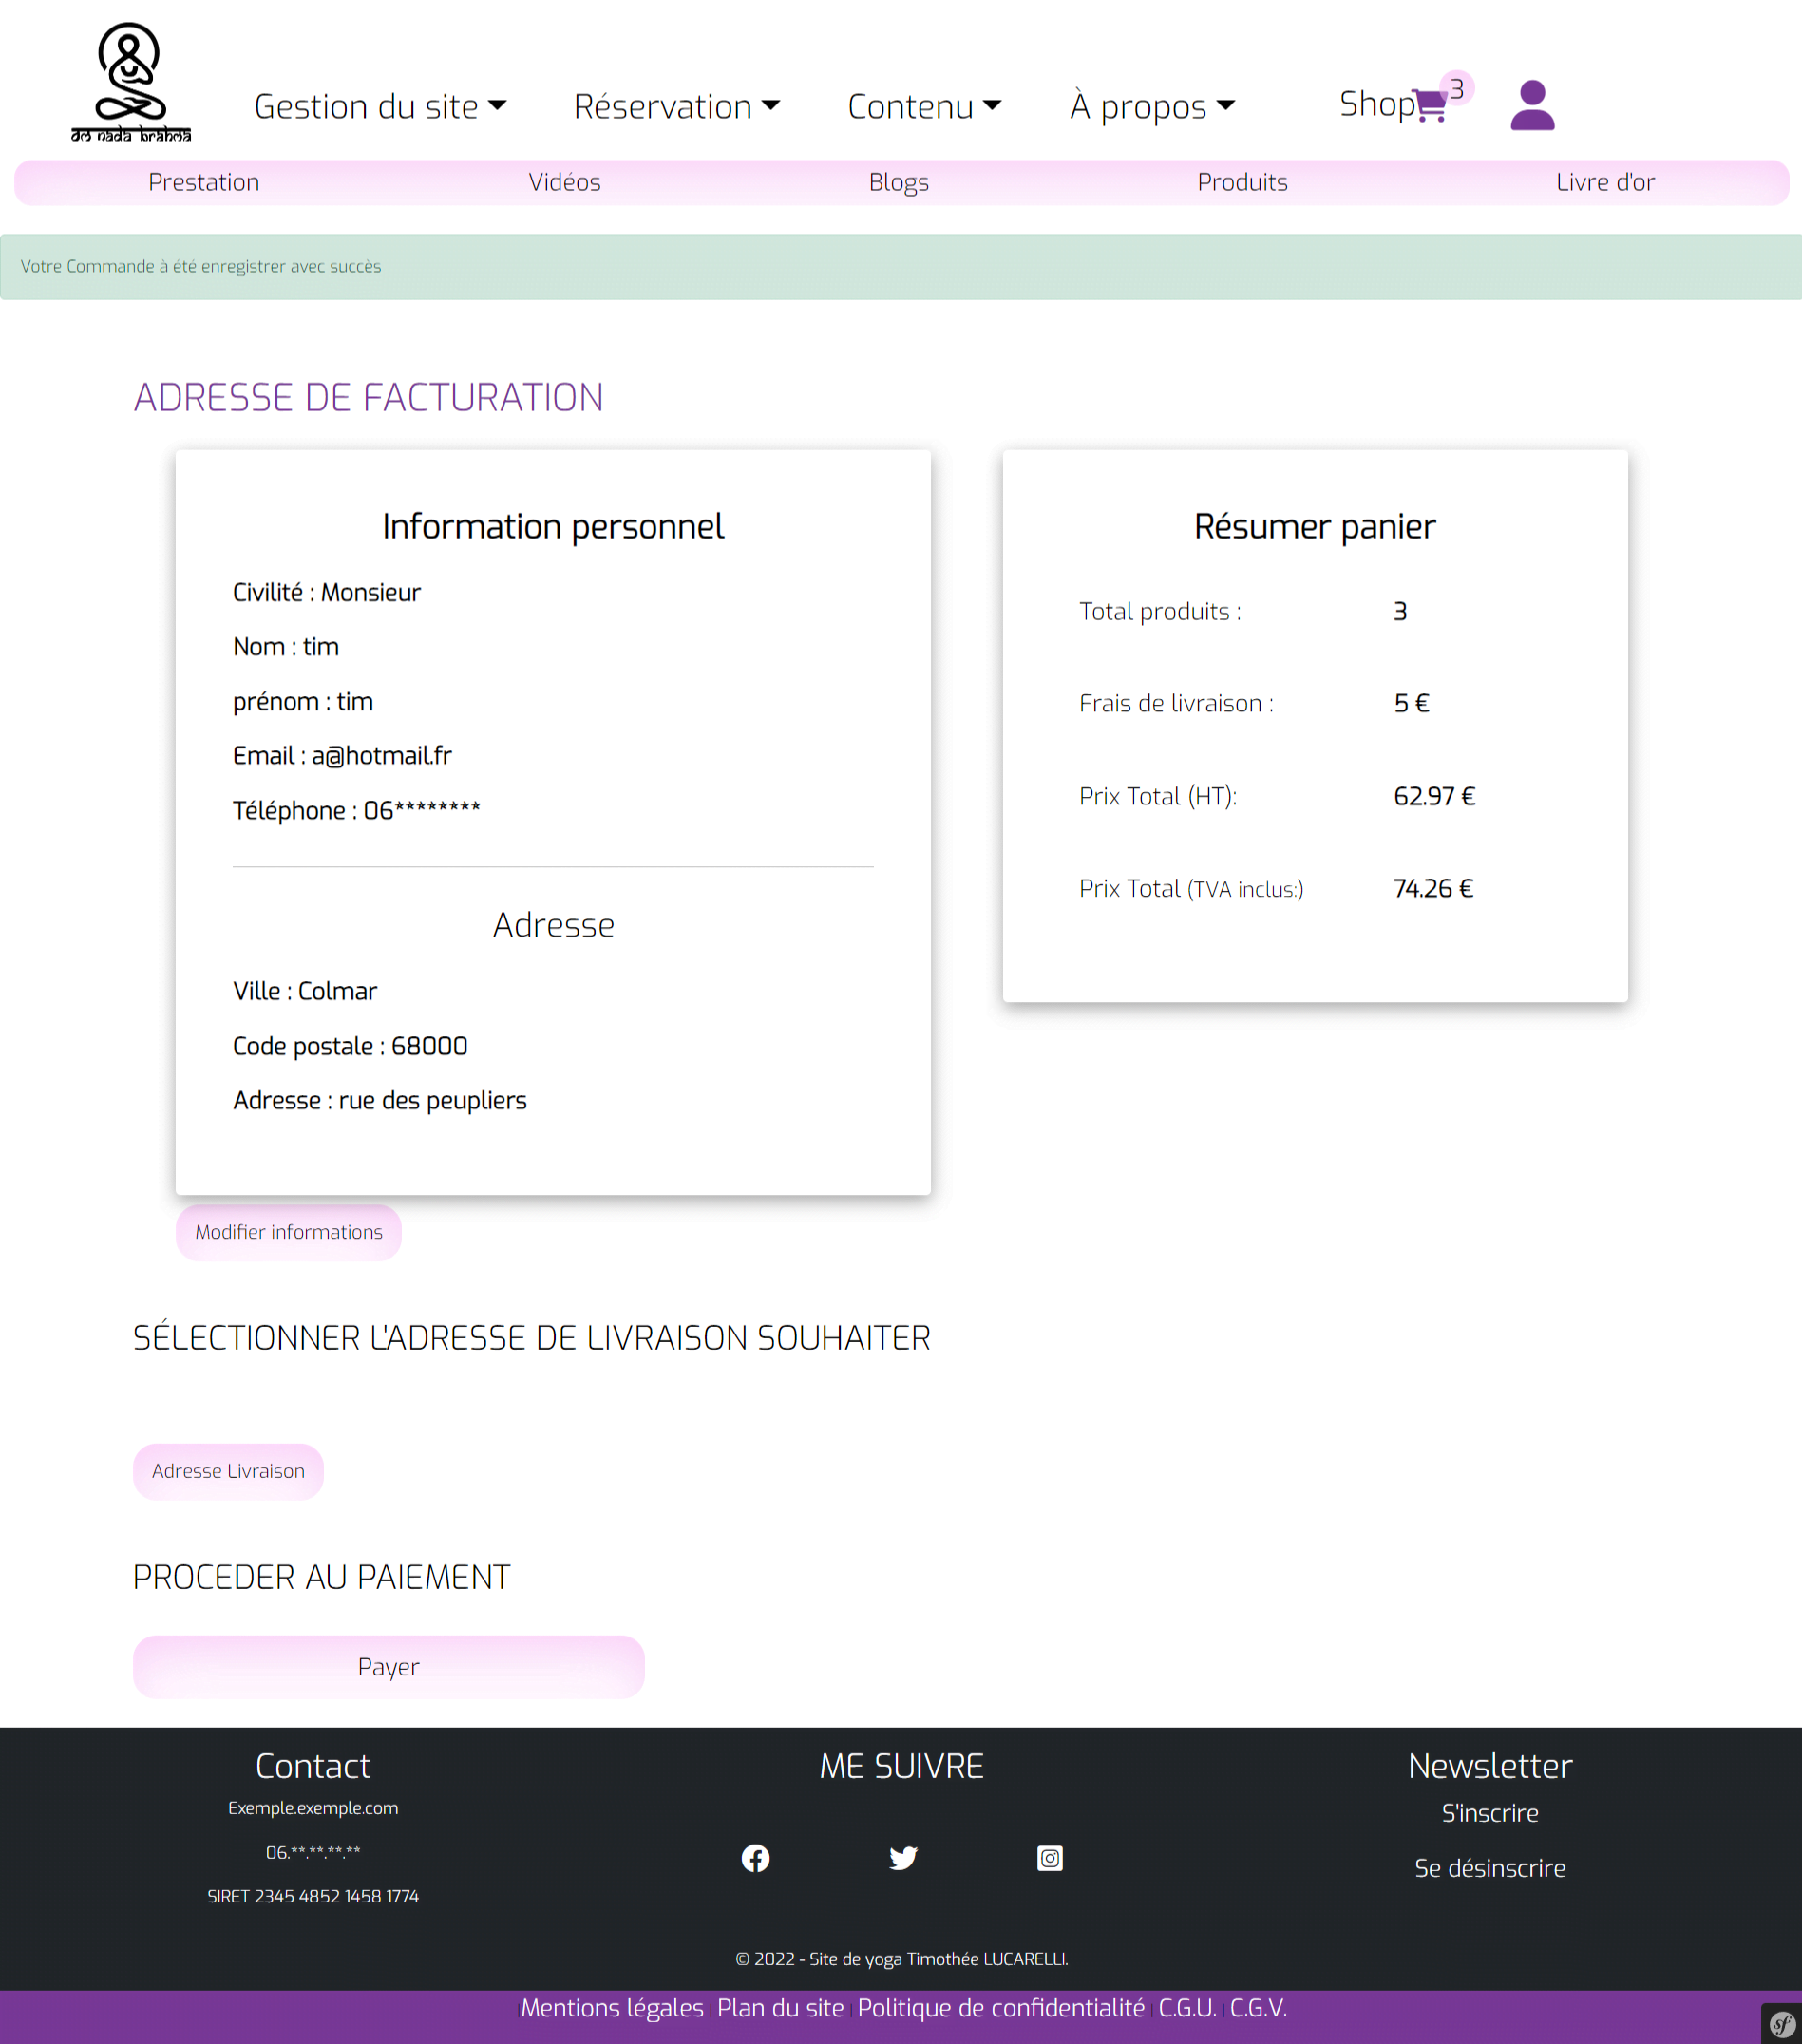 om nada brahma
Gestion du site
Réservation
Contenu
À propos
Shop
3
Prestation
Vidéos
Blogs
Produits
Livre d'or
Votre Commande à été enregistrer avec succès
ADRESSE DE FACTURATION
Information personnel
Civilité : Monsieur
Nom : tim
prénom : tim
Email : a@hotmail.fr
Téléphone : 06********
Adresse
Ville : Colmar
Code postale : 68000
Adresse : rue des peupliers
Modifier informations
Résumer panier
Total produits : 3
Frais de livraison : 5 €
Prix Total (HT): 62.97 €
Prix Total (TVA inclus:) 74.26 €
SÉLECTIONNER L'ADRESSE DE LIVRAISON SOUHAITER
Adresse Livraison
PROCEDER AU PAIEMENT
Payer
Contact
Exemple.exemple.com
06.**.**.**.**
SIRET 2345 4852 1458 1774
ME SUIVRE
Newsletter
S'inscrire
Se désinscrire
© 2022 - Site de yoga Timothée LUCARELLI.
|Mentions légales | Plan du site | Politique de confidentialité | C.G.U. | C.G.V.
sf